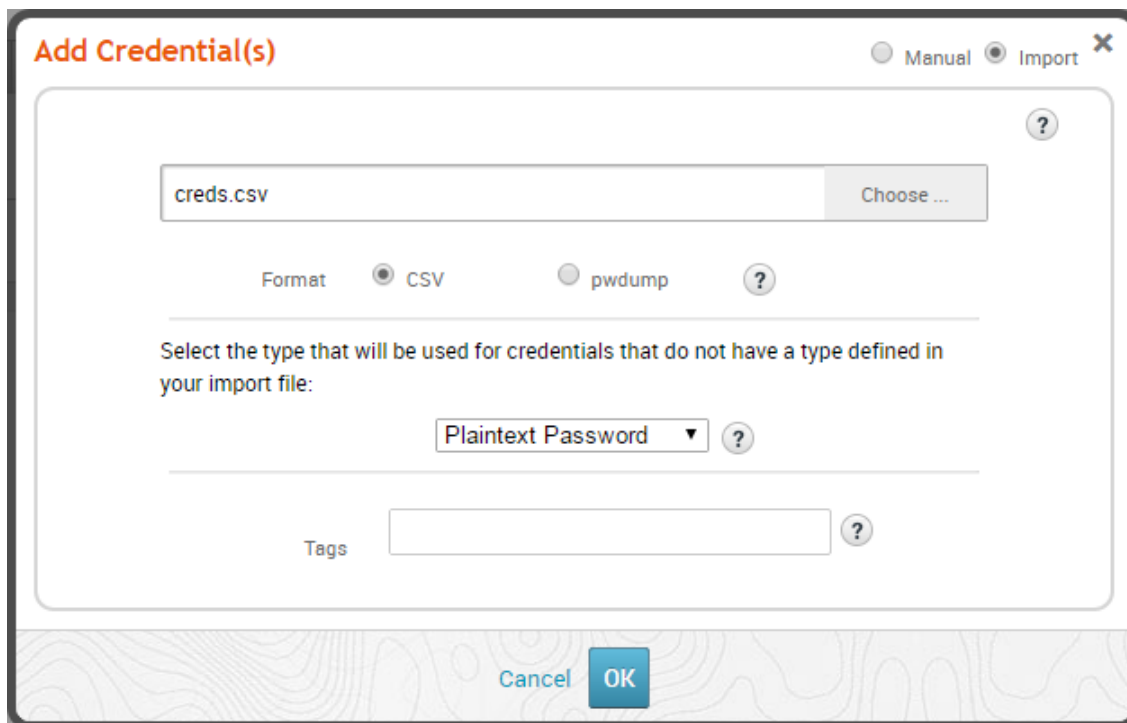 Add Credential(s)
Manual Import
?
creds.csv Choose ...
Format CSV pwdump ?
Select the type that will be used for credentials that do not have a type defined in
your import file:
Plaintext Password ?
Tags ?
Cancel OK